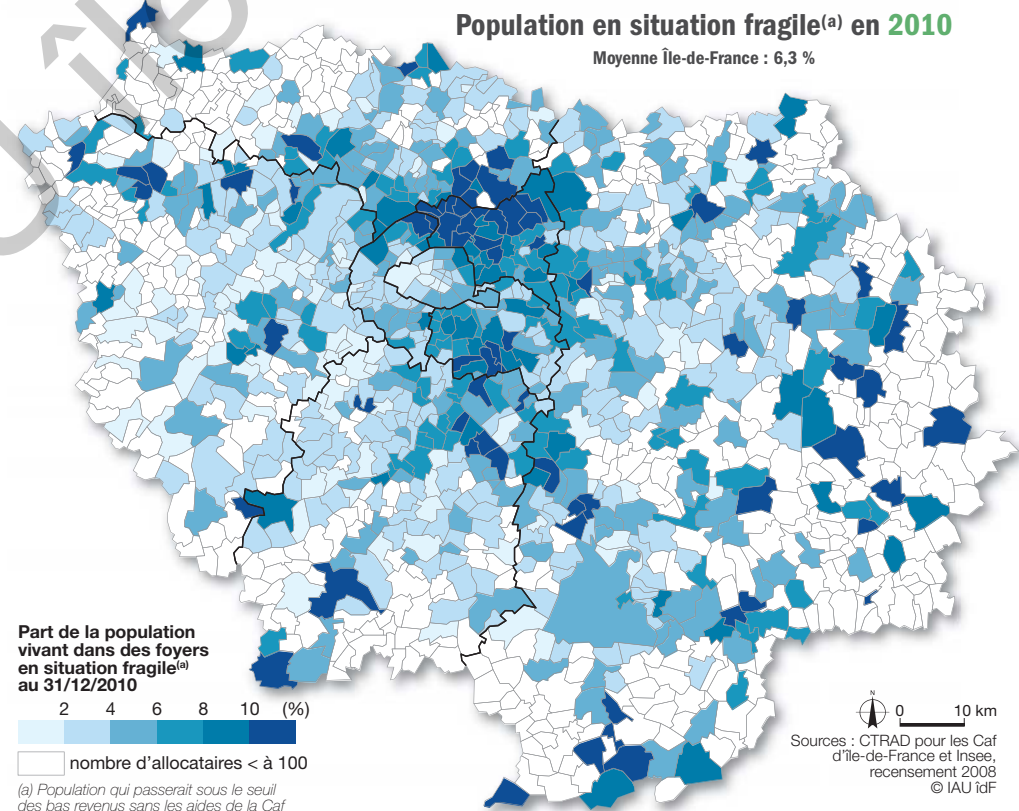 Population en situation fragile(a) en 2010
Moyenne Île-de-France : 6,3 %
Part de la population
vivant dans des foyers
en situation fragile(a)
au 31/12/2010
2 4 6 8 10 (%)
nombre d'allocataires < à 100
(a) Population qui passerait sous le seuil
des bas revenus sans les aides de la Caf
N
0 10 km
Sources : CTRAD pour les Caf
d'île-de-France et Insee,
recensement 2008
© IAU îdF